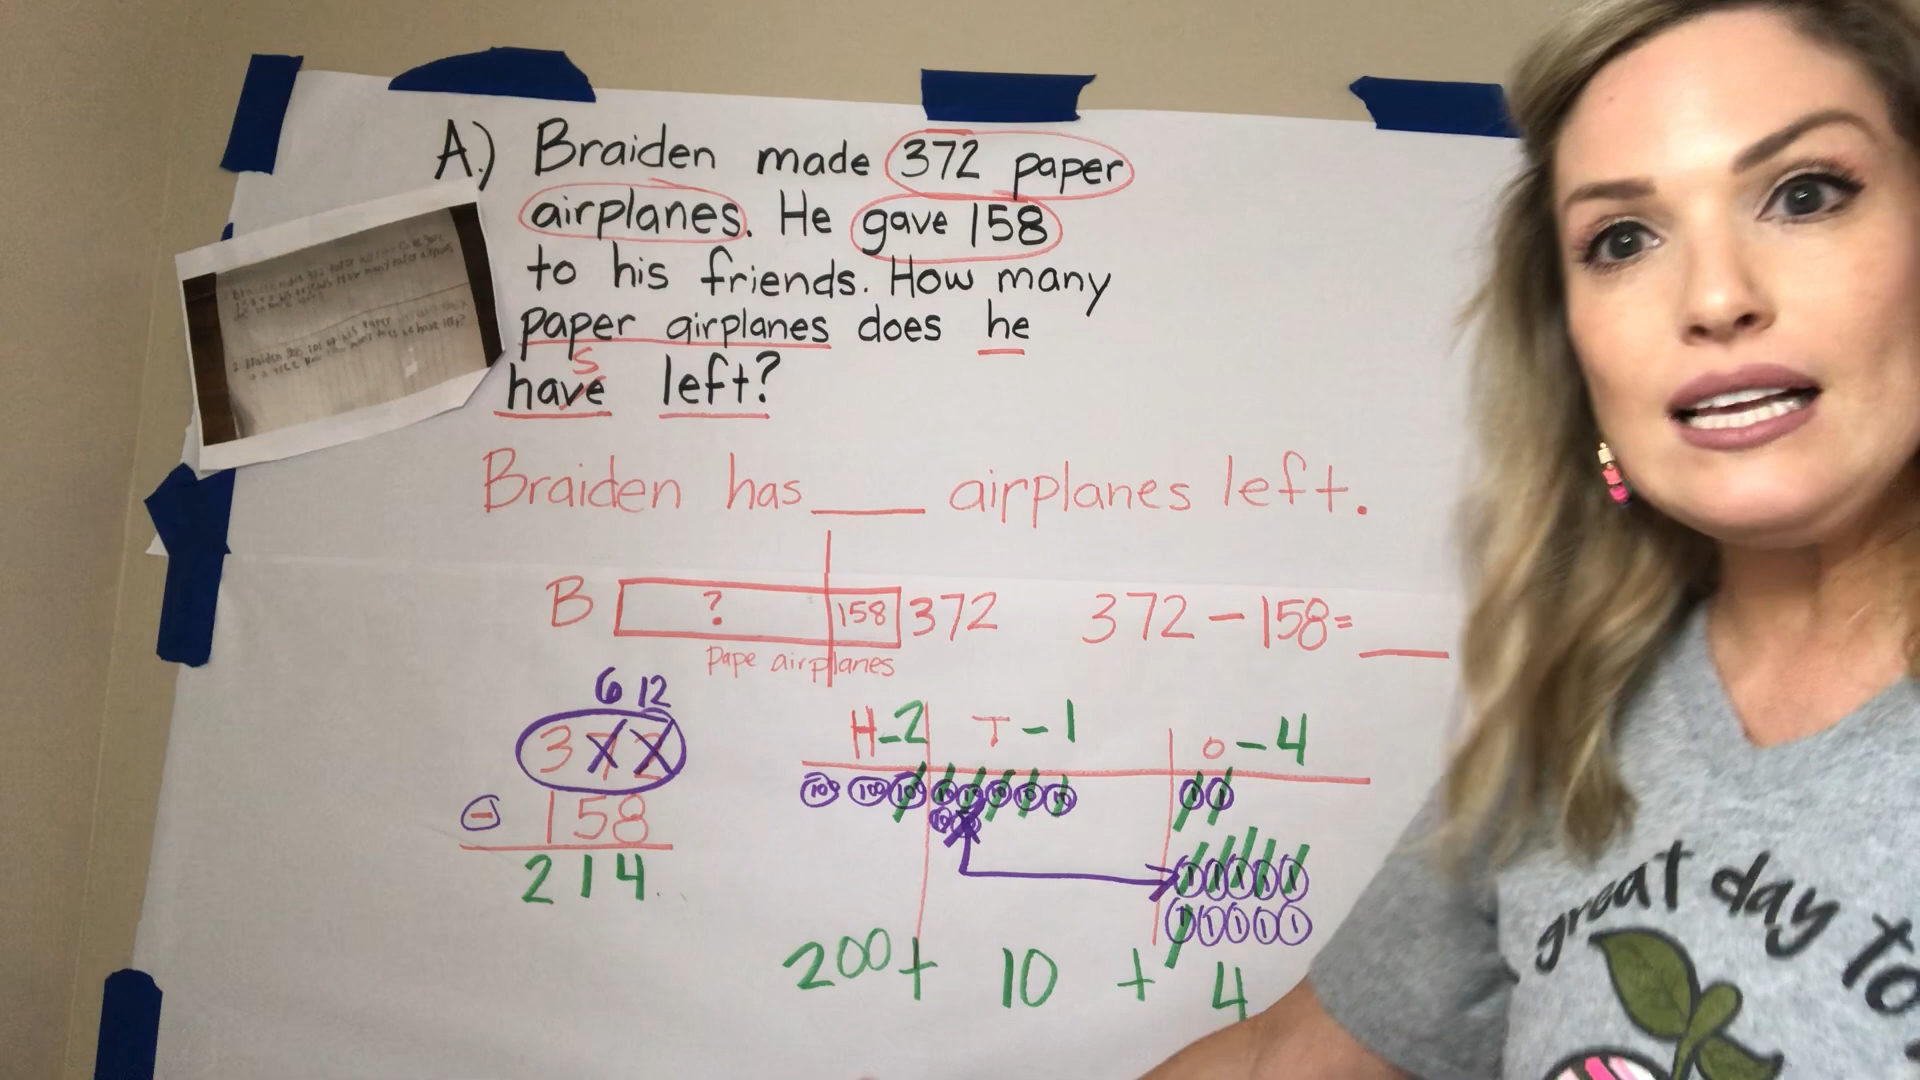 A.) Braiden made 372 paper
airplanes. He gave 158
to his friends. How many
paper airplanes does he
have left?
s
Braiden has ___ airplanes left.
B ? 158 372
372 - 158= ___
Pape airplanes
6 12
372
- 158
214
H-2 T-1 O-4
100 100 100 10 10 10 10 10 1 1
10 10
1 1 1 1 1
1 1 1 1 1
200+ 10 + 4
great day to